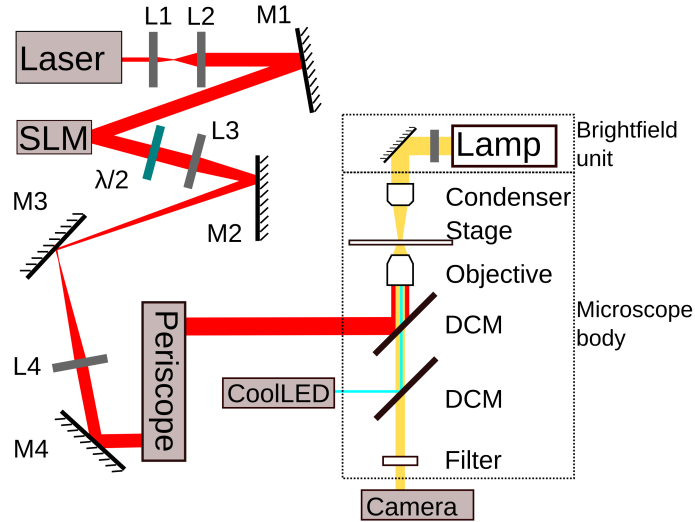 L1
L2
M1
Laser
SLM
L3
λ/2
M3
M2
L4
M4
Periscope
CoolLED
Lamp
Brightfield
unit
Condenser
Stage
Objective
Microscope
body
DCM
DCM
Filter
Camera